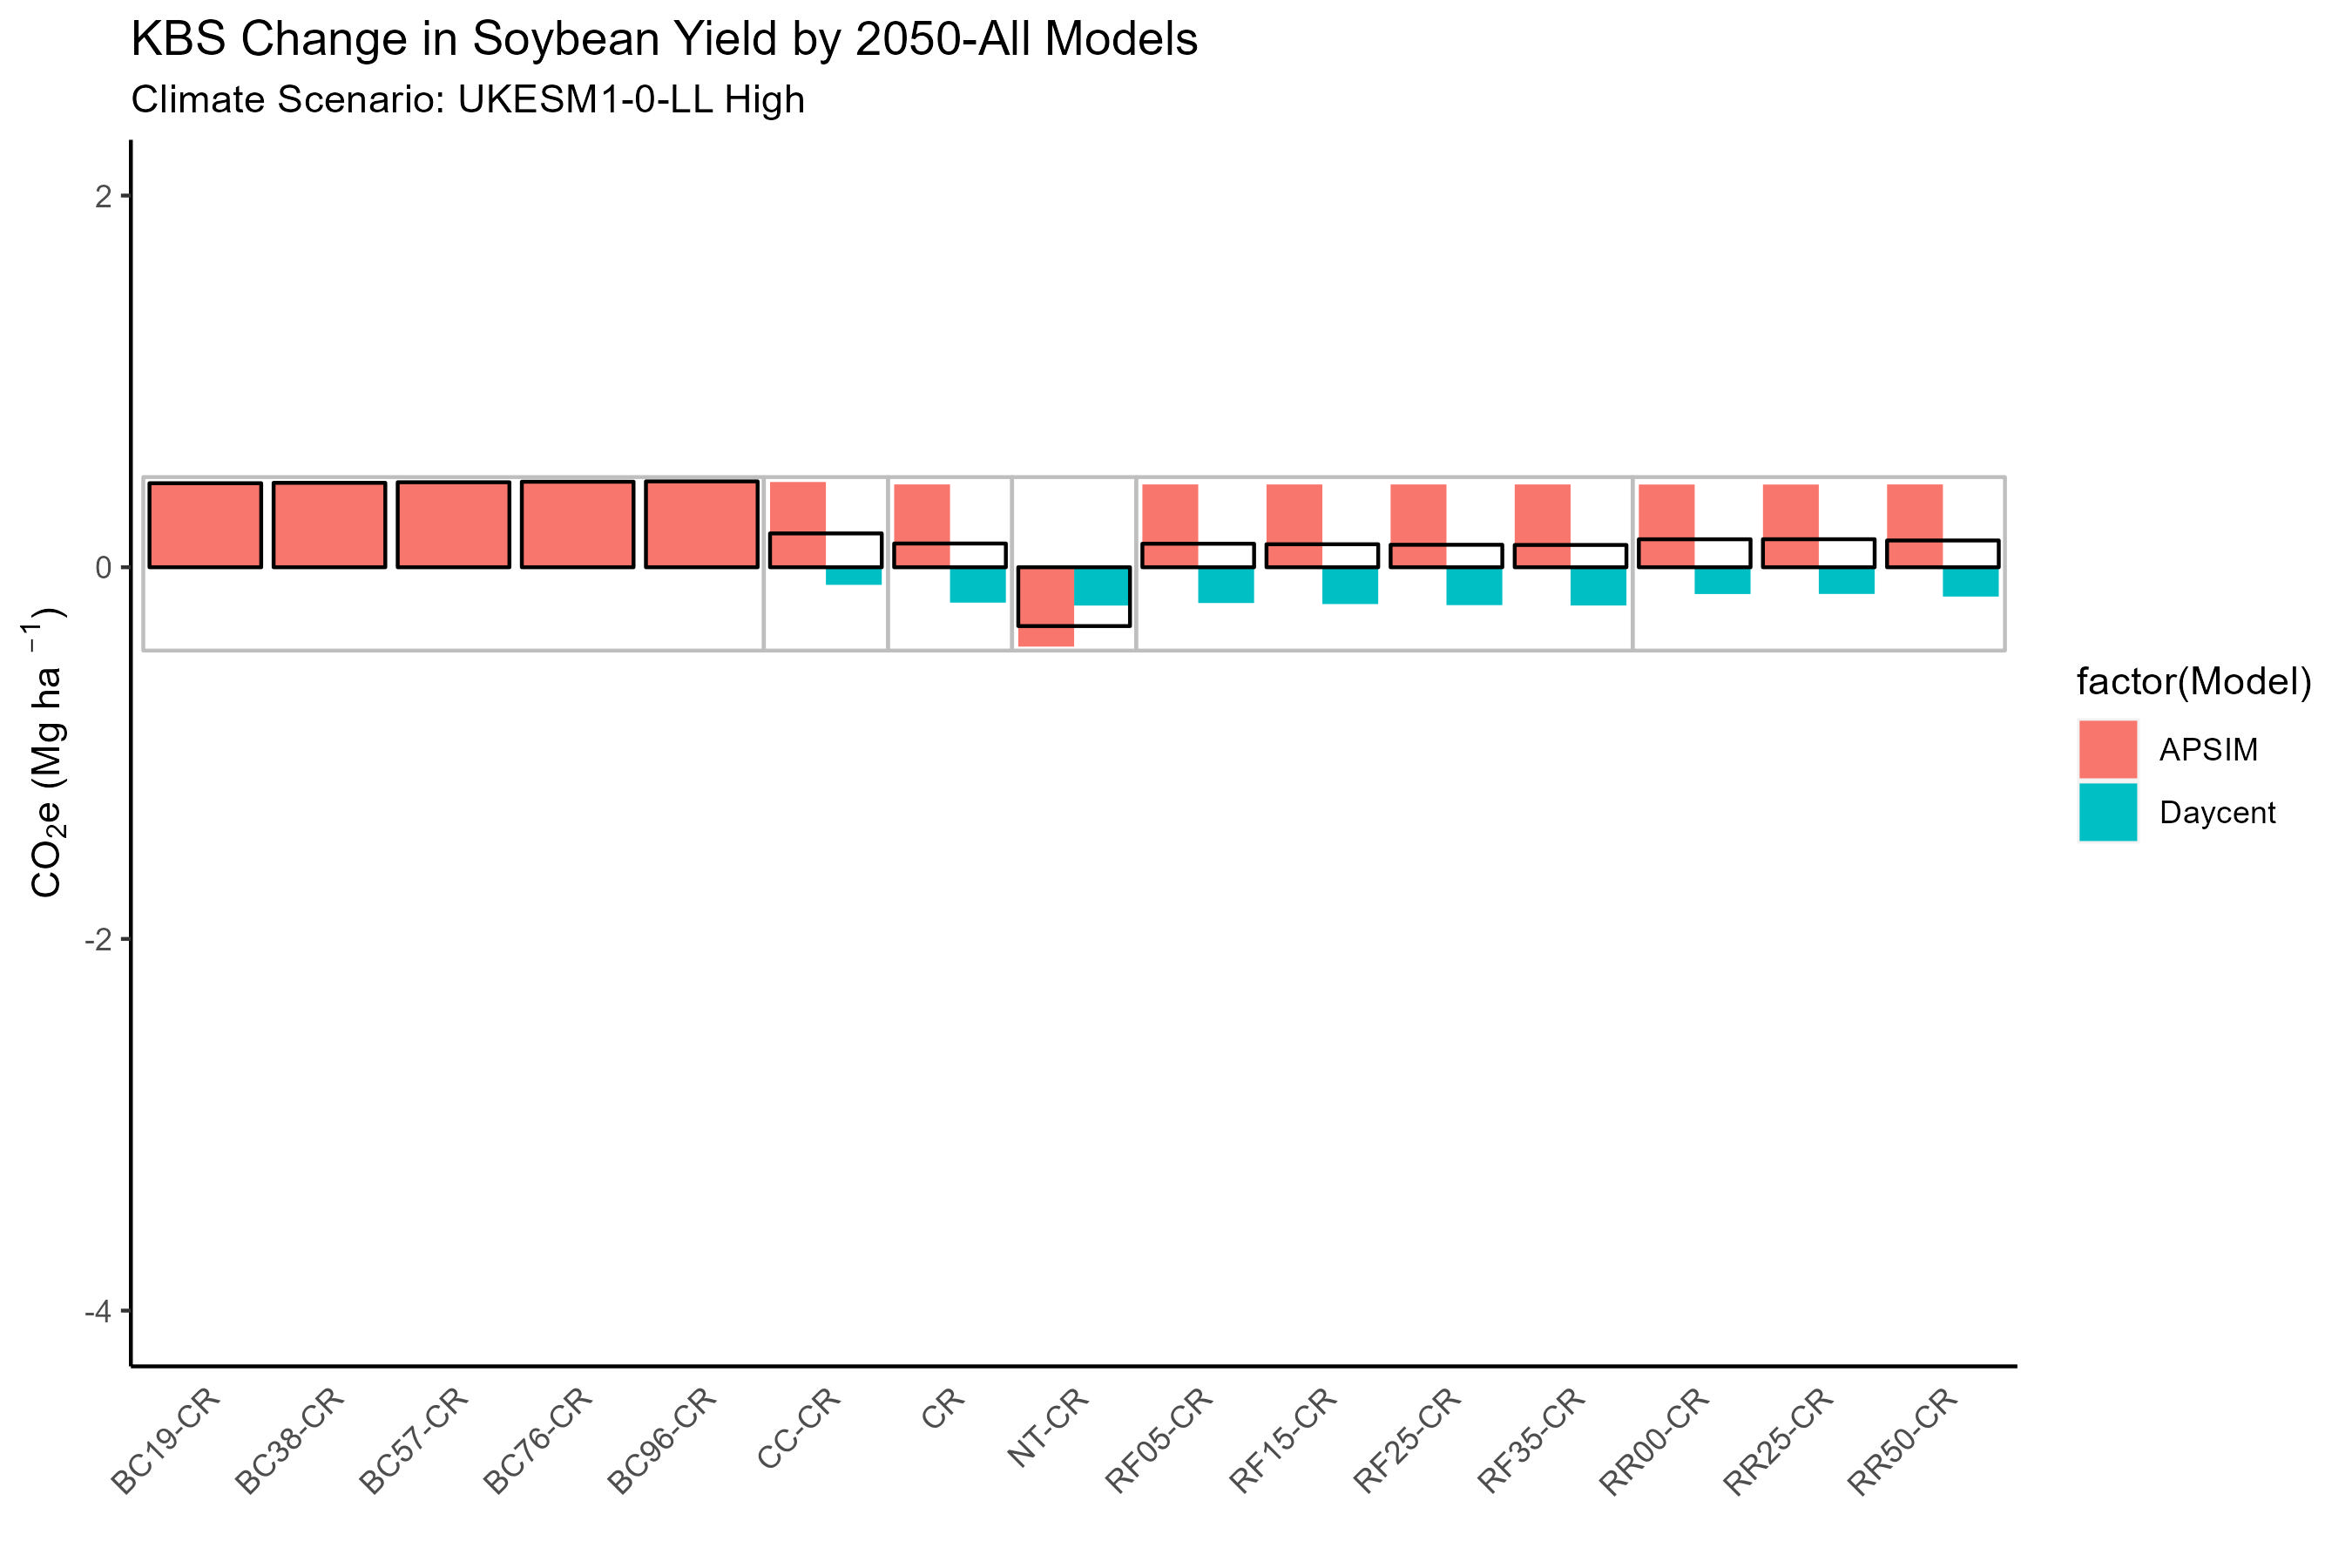 KBS Change in Soybean Yield by 2050-All Models
Climate Scenario: UKESM1-0-LL High
CO₂e (Mg ha ⁻¹)
2
0
-2
-4
BC19-CR
BC38-CR
BC57-CR
BC76-CR
BC96-CR
CC-CR
CR
NT-CR
RF05-CR
RF15-CR
RF25-CR
RF35-CR
RR00-CR
RR25-CR
RR50-CR
factor(Model)
APSIM
Daycent